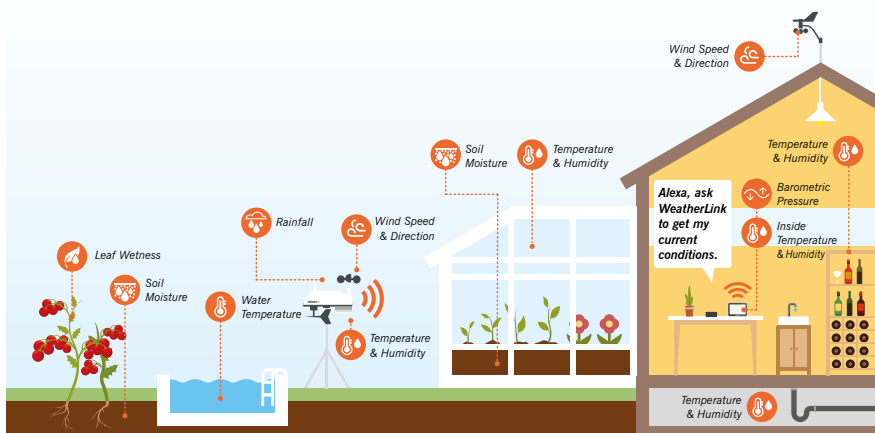 Wind Speed
& Direction
Soil
Moisture
Temperature
& Humidity
Temperature
& Humidity
Alexa, ask
WeatherLink
to get my
current
conditions.
Barometric
Pressure
Inside
Temperature
& Humidity
Rainfall
Wind Speed
& Direction
Leaf Wetness
Soil
Moisture
Water
Temperature
Temperature
& Humidity
Temperature
& Humidity